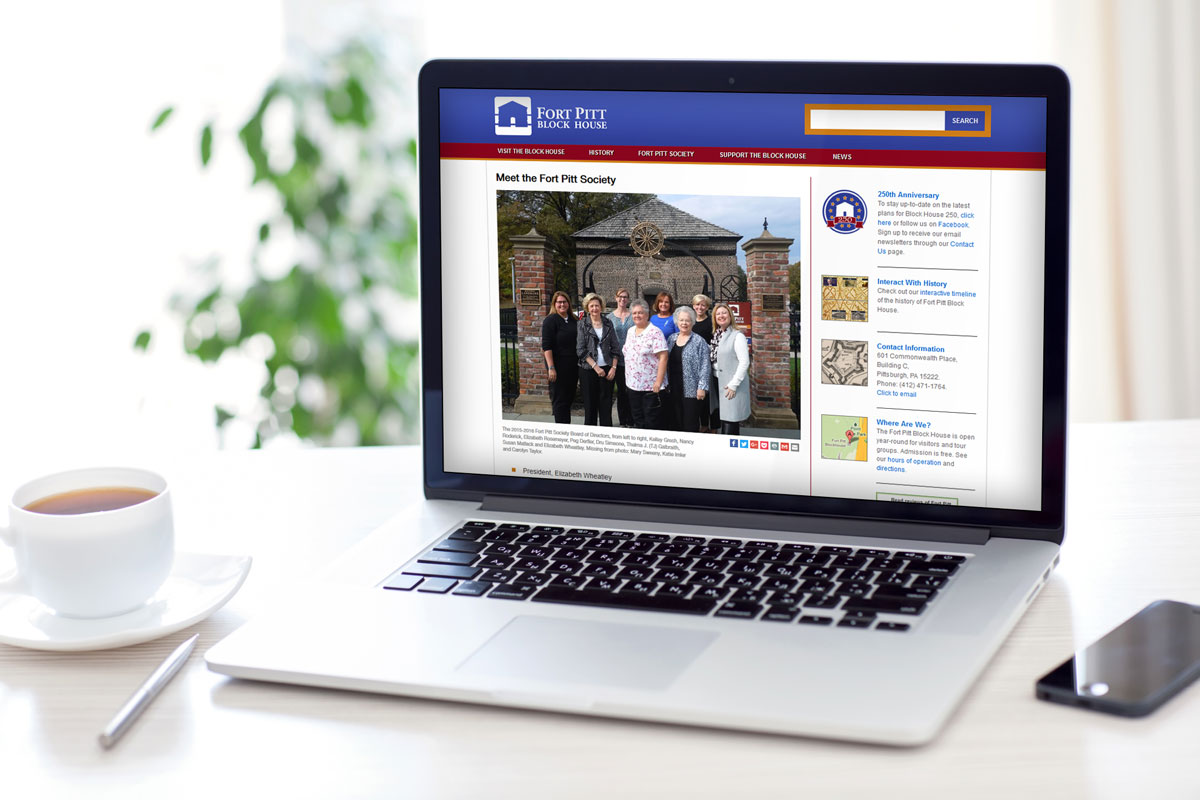 FORT PITT
BLOCK HOUSE
SEARCH
VISIT THE BLOCK HOUSE
HISTORY
FORT PITT SOCIETY
SUPPORT THE BLOCK HOUSE
NEWS
Meet the Fort Pitt Society
The 2015-2018 Fort Pitt Society Board of Directors, from left to right, Kelley Gresh, Nancy
Roderick, Elizabeth Rosemeyer, Peg Derfler, Dru Simeone, Thelma J. (TJ) Galbraith,
Susan Mallack and Elizabeth Wheatley. Missing from photo: Mary Sweeny, Katie Imler
and Carolyn Taylor.
President, Elizabeth Wheatley
250
250th Anniversary
To stay up-to-date on the latest
plans for Block House 250, click
here or follow us on Facebook.
Sign up to receive our email
newsletters through our Contact
Us page.
Interact With History
Check out our interactive timeline
of the history of Fort Pitt Block
House.
Contact Information
601 Commonwealth Place,
Building C,
Pittsburgh, PA 15222.
Phone: (412) 471-1764.
Click to email
Where Are We?
The Fort Pitt Block House is open
year-round for visitors and tour
groups. Admission is free. See
our hours of operation and
directions.
Read reviews of Fort Pitt